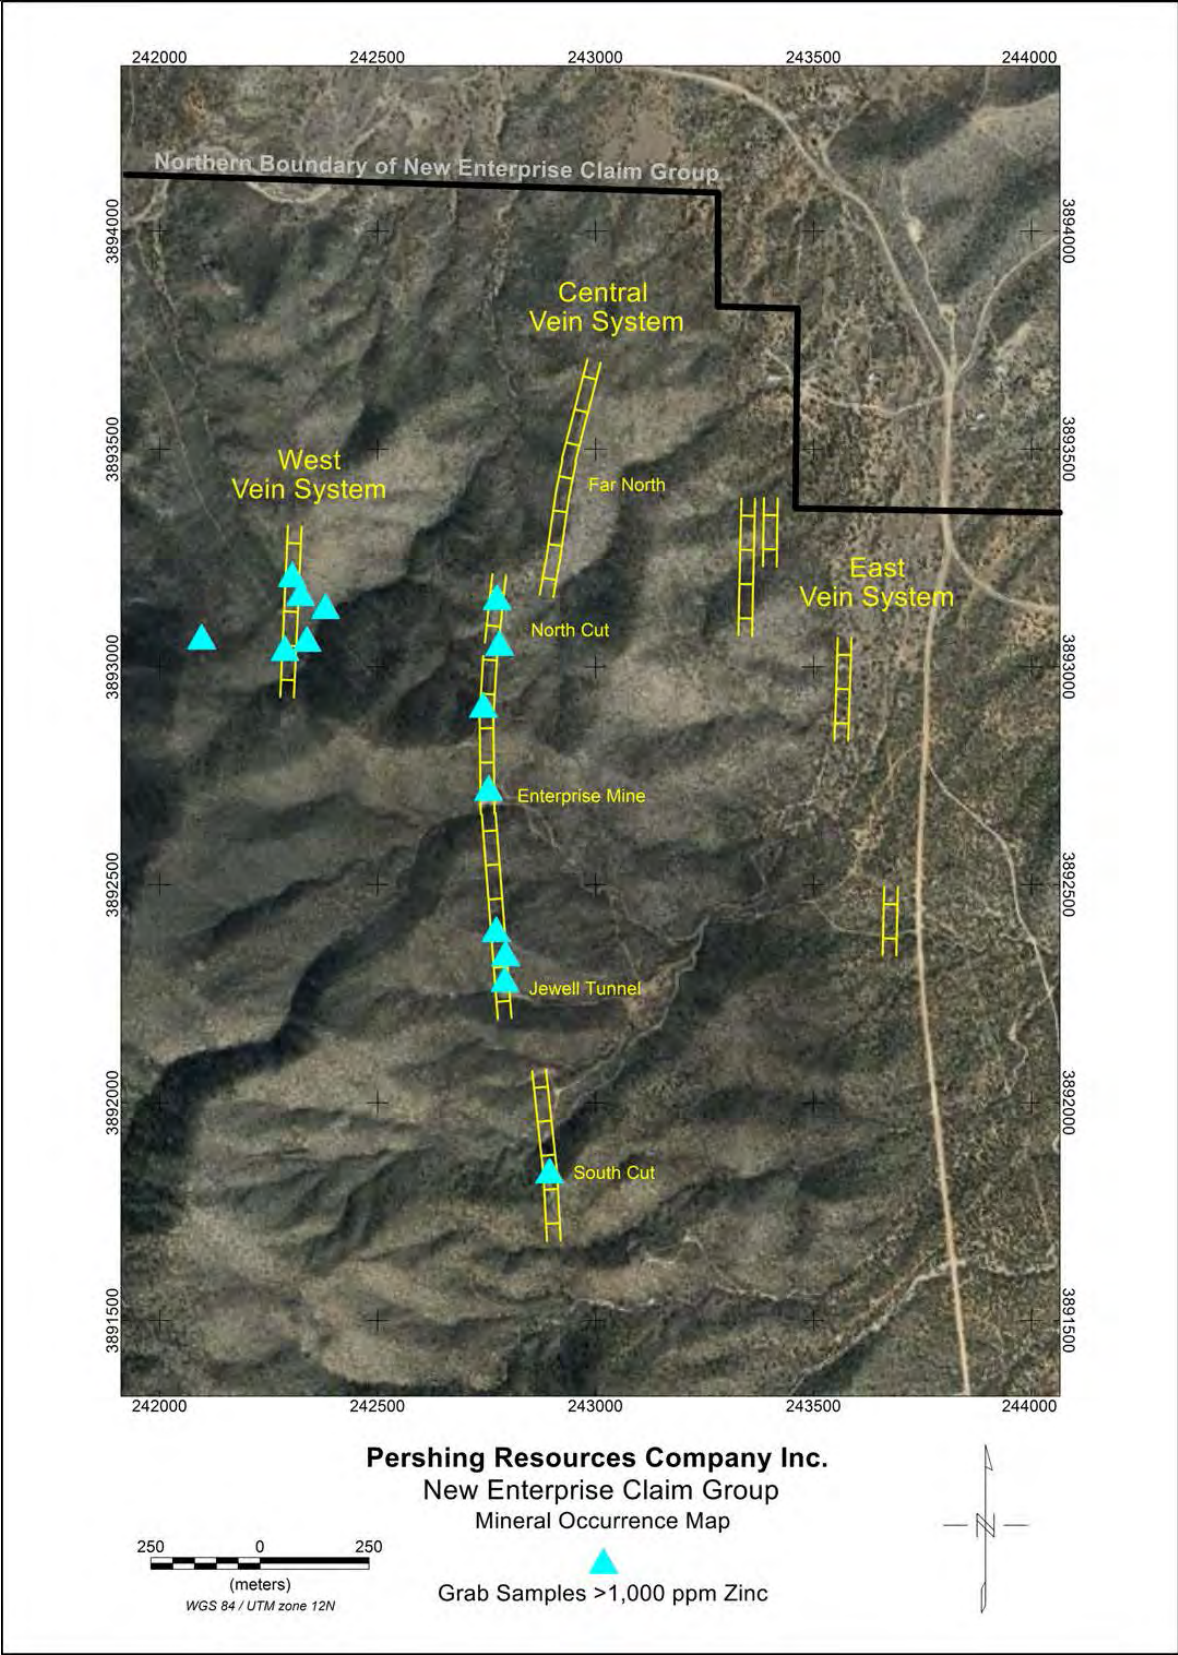 242000 242500 243000 243500 244000
Northern Boundary of New Enterprise Claim Group
3894000
3894000
Central
Vein System
3893500
3893500
West
Vein System
Far North
East
Vein System
North Cut
3893000
3893000
Enterprise Mine
3892500
3892500
Jewell Tunnel
3892000
3892000
South Cut
3891500
3891500
242000 242500 243000 243500 244000
Pershing Resources Company Inc.
New Enterprise Claim Group
Mineral Occurrence Map
N
250 0 250
(meters)
WGS 84 / UTM zone 12N
Grab Samples >1,000 ppm Zinc